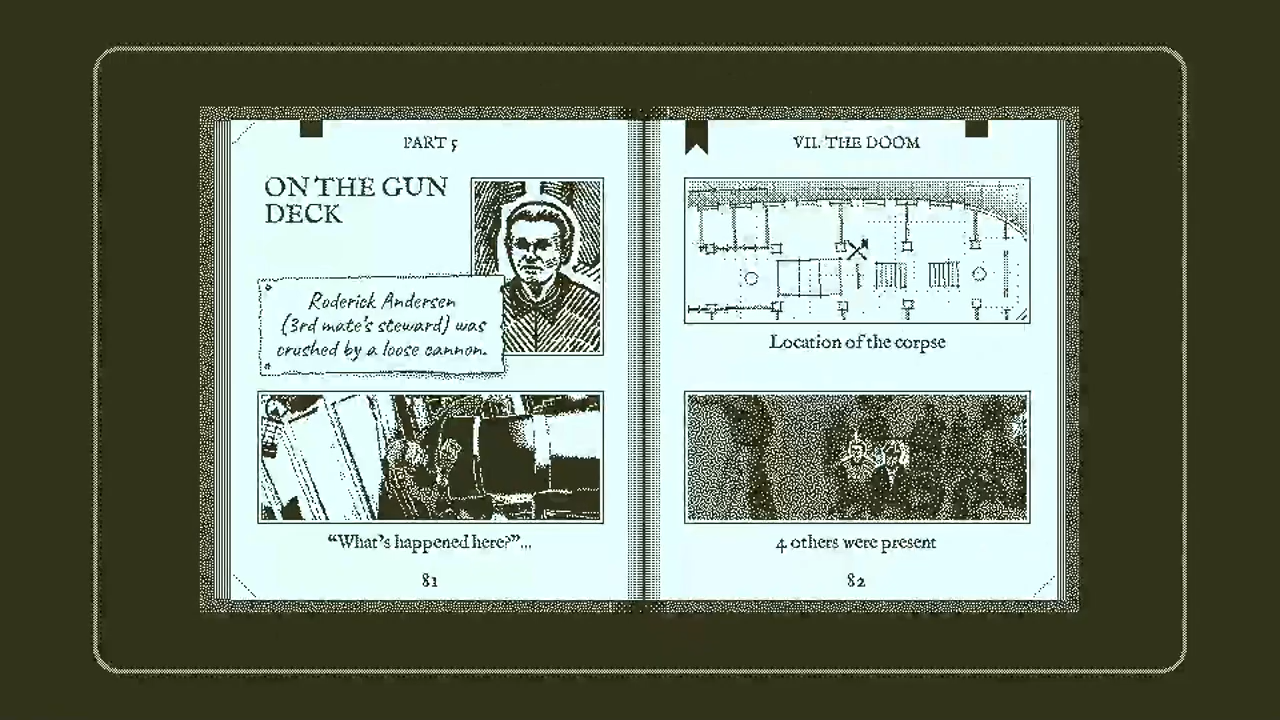 PART 5
ON THE GUN
DECK
Roderick Andersen
(3rd mate's steward) was
crushed by a loose cannon.
"What's happened here?"...
81
VII. THE DOOM
Location of the corpse
4 others were present
82